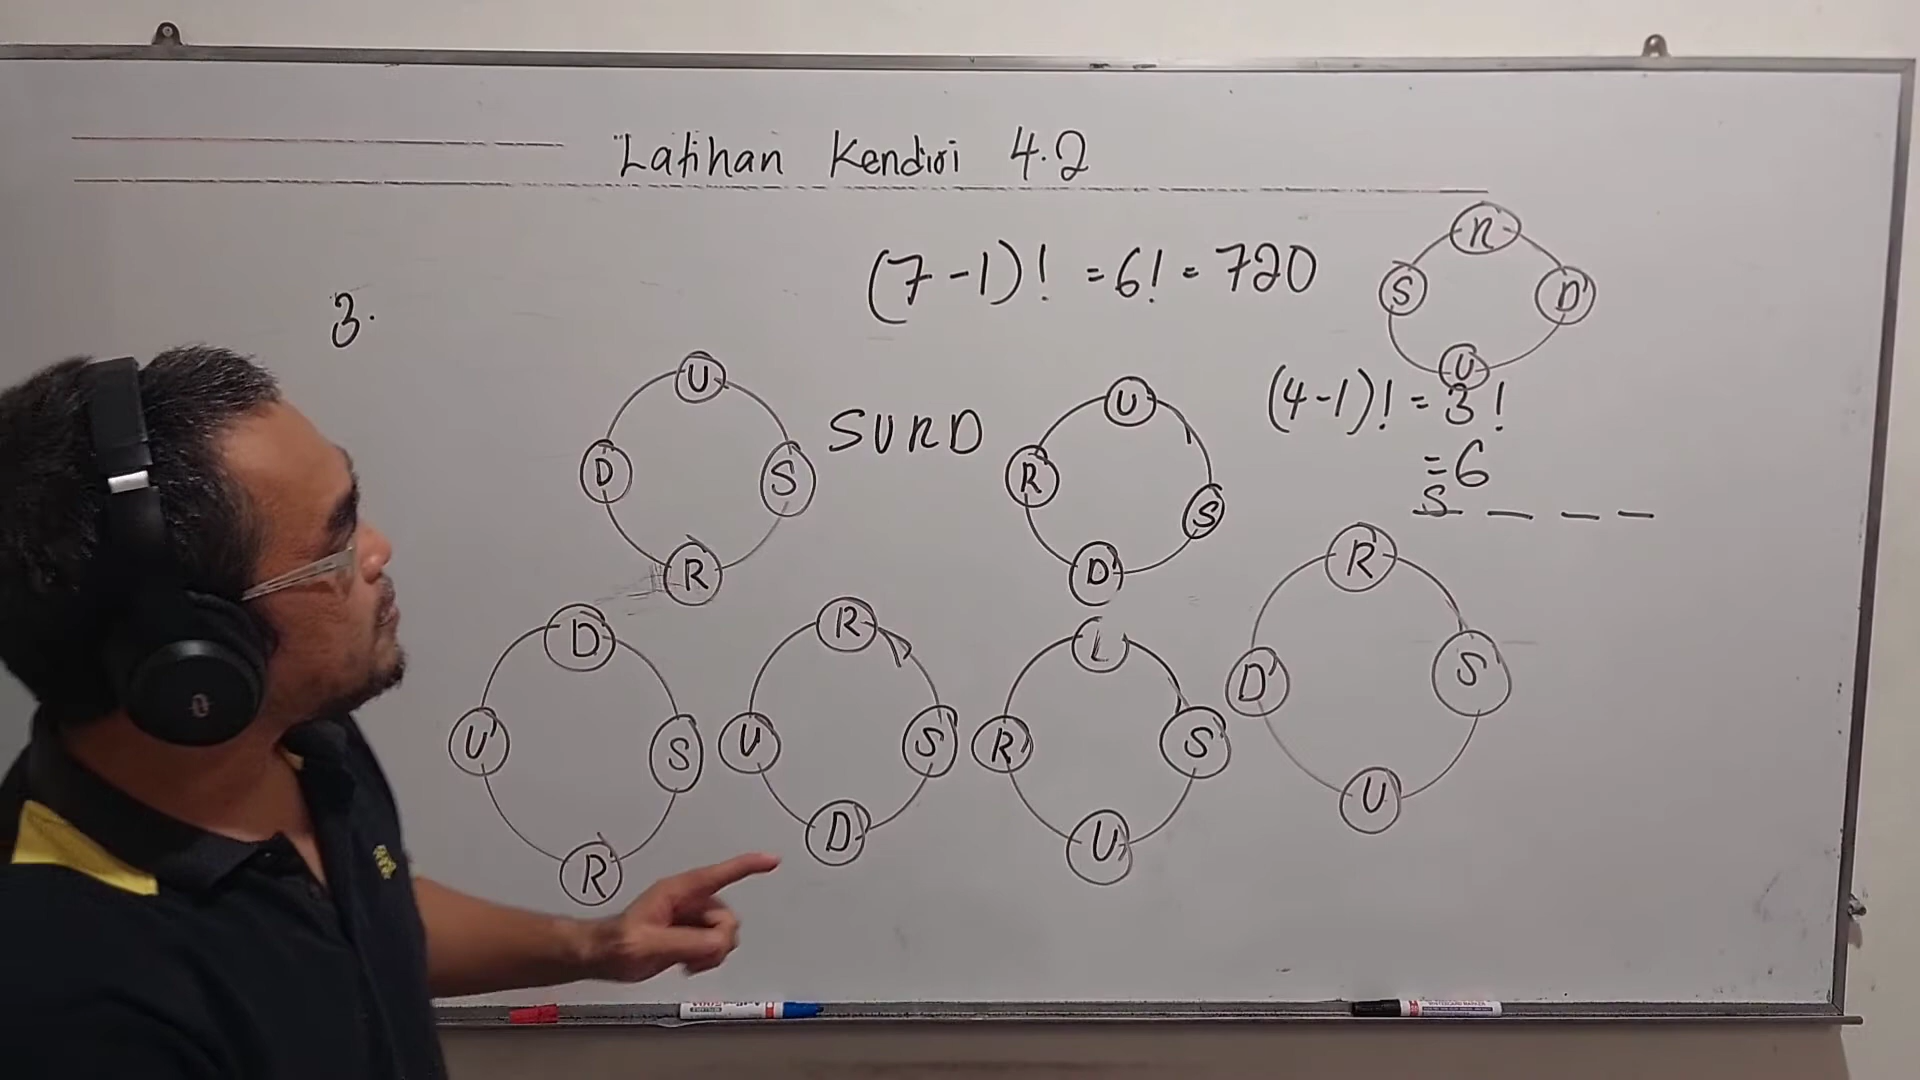 Latihan Kendiri 4.2
3.
(7-1)! = 6! = 720
R
S
D
U
(4-1)! = 3!
= 6
S _ _ _
U
D
S
R
SURD
U
R
S
D
D
U
S
R
R
U
S
D
R
S
U
R
D
S
U